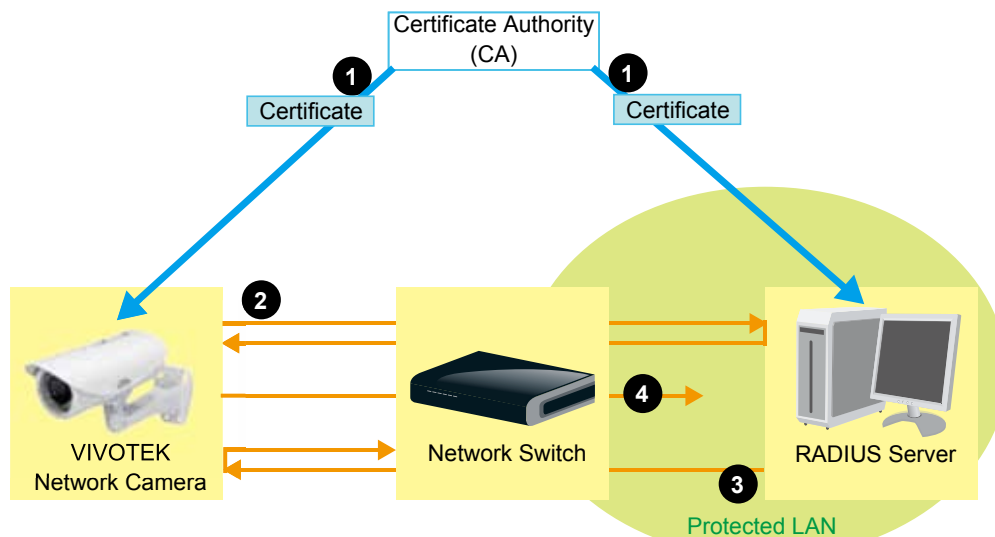 Certificate Authority
(CA)
1
1
Certificate
Certificate
2
4
VIVOTEK
Network Camera
Network Switch
RADIUS Server
3
Protected LAN